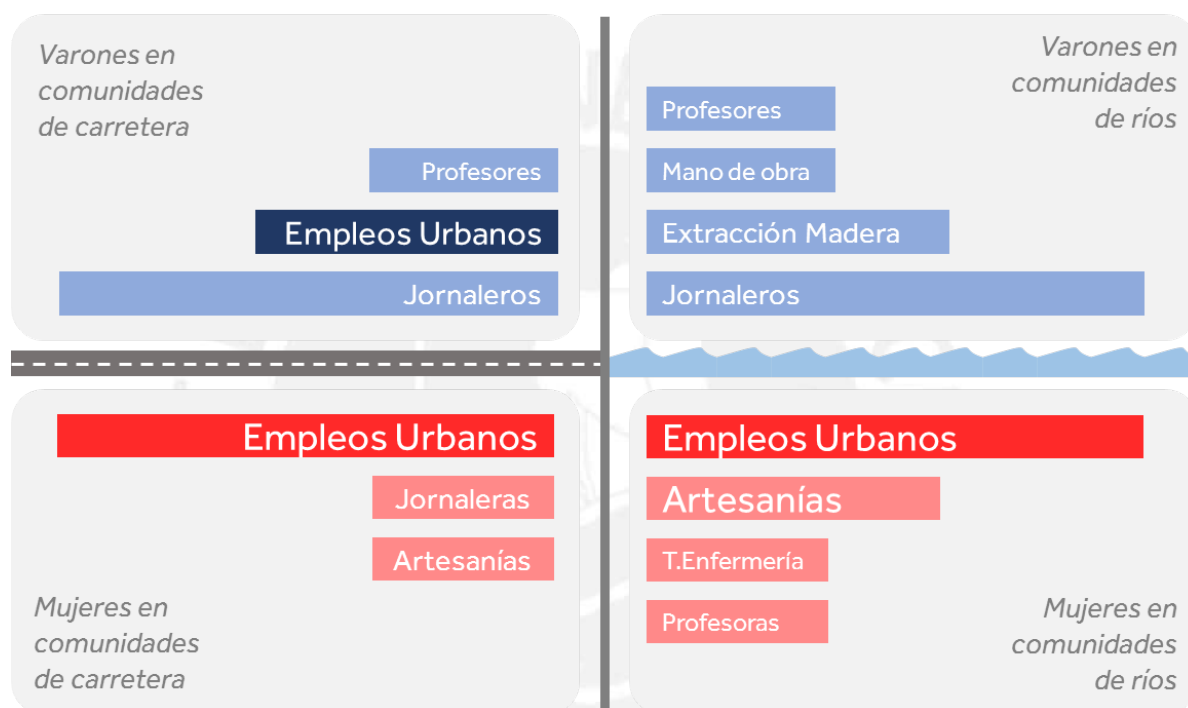 Varones en
comunidades
de carretera
Profesores
Empleos Urbanos
Jornaleros
Varones en
comunidades
de ríos
Profesores
Mano de obra
Extracción Madera
Jornaleros
Empleos Urbanos
Jornaleras
Artesanías
Mujeres en
comunidades
de carretera
Empleos Urbanos
Artesanías
T.Enfermería
Profesoras
Mujeres en
comunidades
de ríos